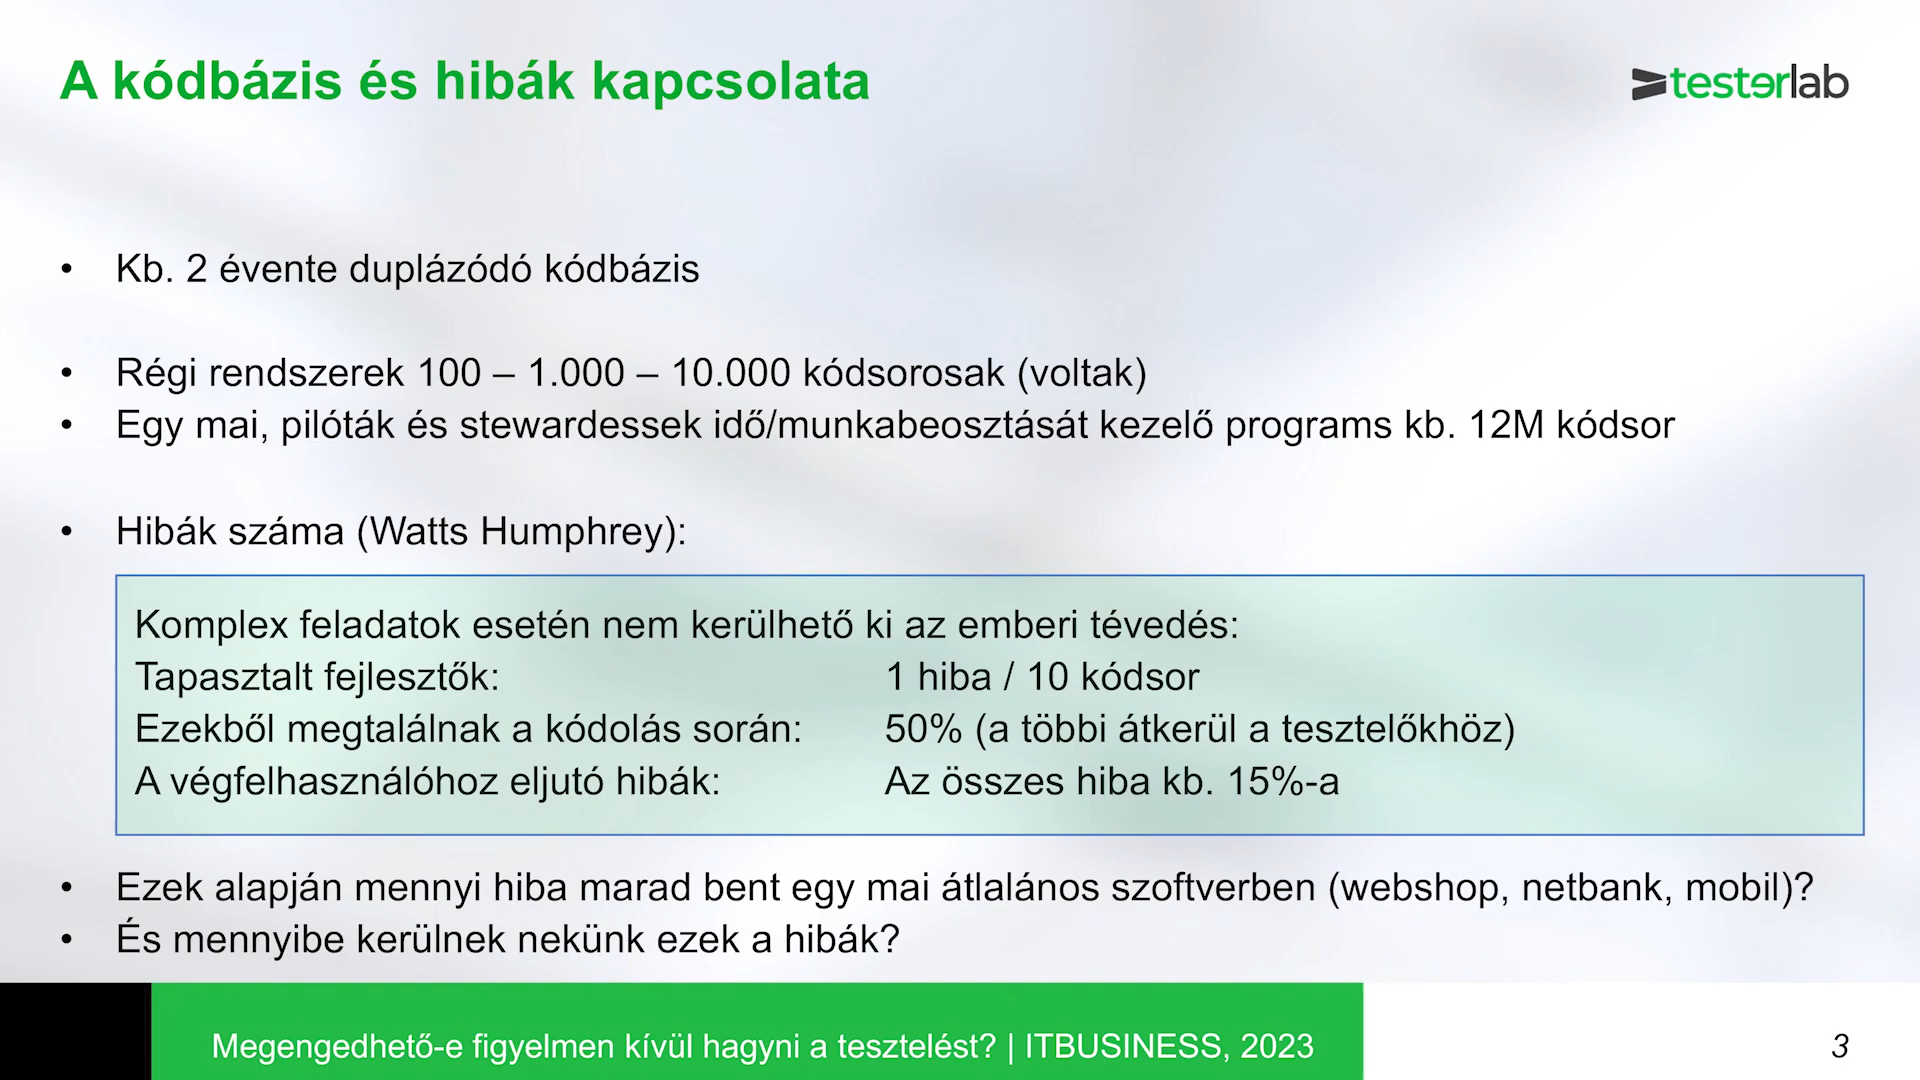 A kódbázis és hibák kapcsolata
testerlab
• Kb. 2 évente duplázódó kódbázis
• Régi rendszerek 100 – 1.000 – 10.000 kódsorosak (voltak)
• Egy mai, pilóták és stewardessek idő/munkabeosztását kezelő programs kb. 12M kódsor
• Hibák száma (Watts Humphrey):
Komplex feladatok esetén nem kerülhető ki az emberi tévedés:
Tapasztalt fejlesztők: 1 hiba / 10 kódsor
Ezekből megtalálnak a kódolás során: 50% (a többi átkerül a tesztelőkhöz)
A végfelhasználóhoz eljutó hibák: Az összes hiba kb. 15%-a
• Ezek alapján mennyi hiba marad bent egy mai átlalános szoftverben (webshop, netbank, mobil)?
• És mennyibe kerülnek nekünk ezek a hibák?
Megengedhető-e figyelmen kívül hagyni a tesztelést? | ITBUSINESS, 2023
3